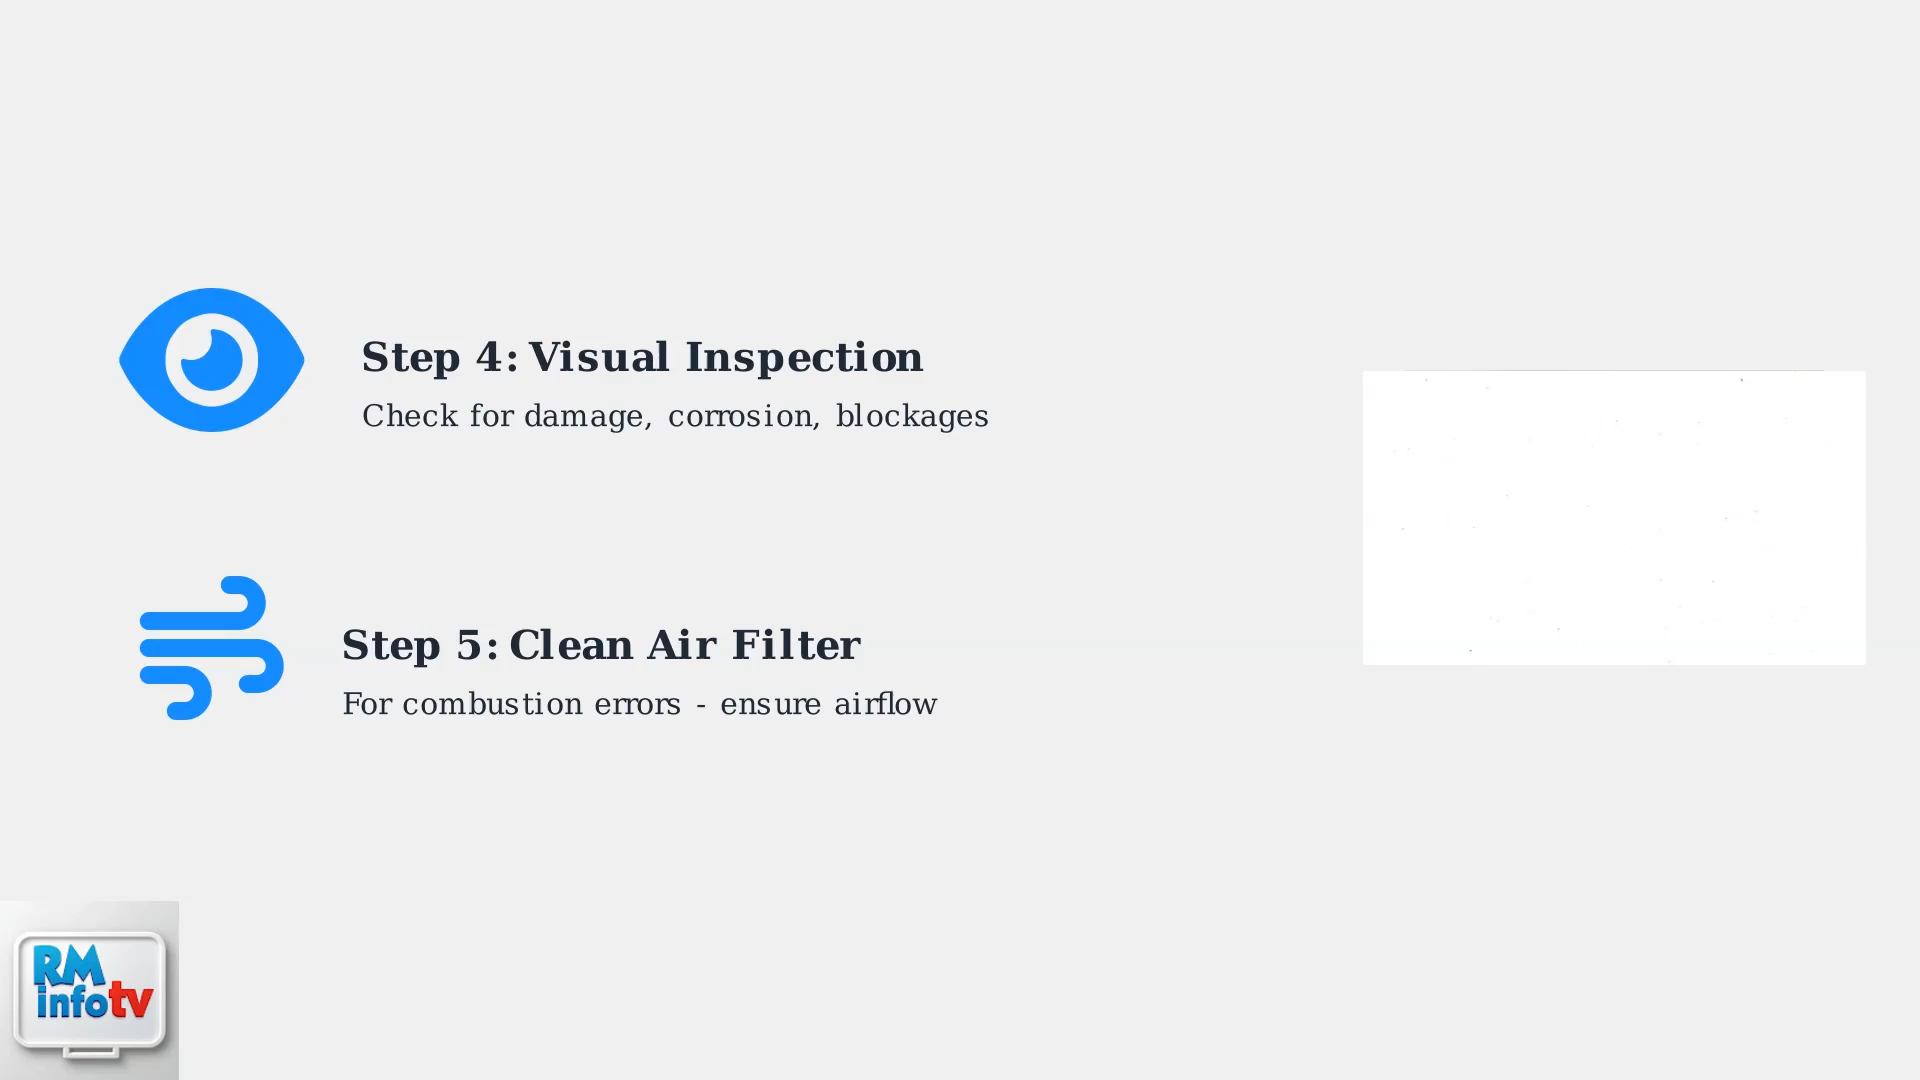 Step 4: Visual Inspection
Check for damage, corrosion, blockages
Step 5: Clean Air Filter
For combustion errors - ensure airflow
RM
infotv